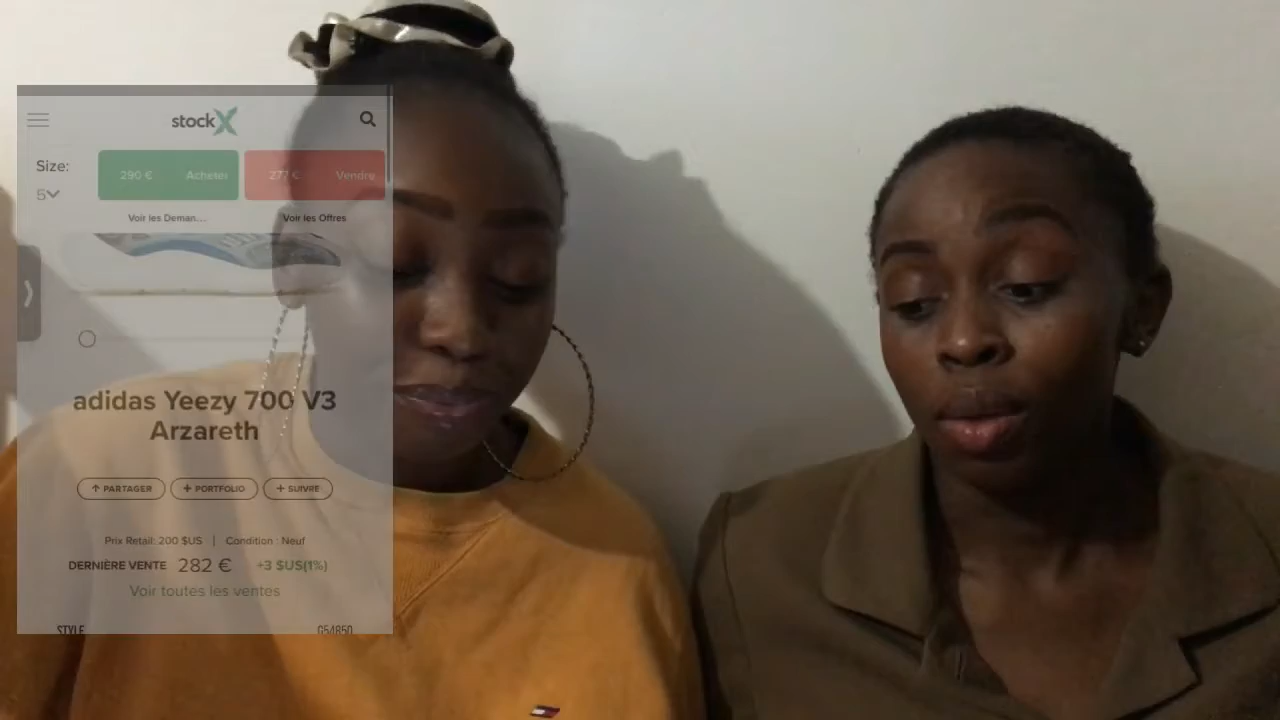 stockX
Size:
290 € Acheter
277 € Vendre
5
Voir les Deman....
Voir les Offres
adidas Yeezy 700 V3
Arzareth
PARTAGER
+ PORTFOLIO
+ SUIVRE
Prix Retail: 200 $US | Condition : Neuf
DERNIÈRE VENTE 282 € +3 $US(1%)
Voir toutes les ventes
STYLE G54850